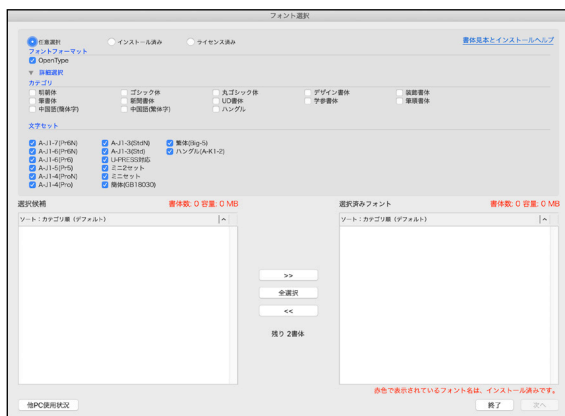 フォント選択
任意選択 インストール済み ライセンス済み 書体見本とインストールヘルプ
フォントフォーマット
OpenType
▼ 詳細選択
カテゴリ
明朝体 ゴシック体 丸ゴシック体 デザイン書体 装飾書体
筆書体 新聞書体 UD書体 学参書体 筆順書体
中国語(簡体字) 中国語(繁体字) ハングル
文字セット
A-J1-7(Pr6N) A-J1-3(StdN) 繁体(Big-5)
A-J1-6(Pr6N) A-J1-3(Std) ハングル(A-K1-2)
A-J1-6(Pr6) U-PRESS対応
A-J1-5(Pr5) ミニ2セット
A-J1-4(ProN) ミニセット
A-J1-4(Pro) 簡体(GB18030)
選択候補 書体数: 0 容量: 0 MB 選択済みフォント 書体数: 0 容量: 0 MB
ソート：カテゴリ順（デフォルト） ソート：カテゴリ順（デフォルト）
>>
全選択
<<
残り 2書体
赤色で表示されているフォント名は、インストール済みです。
他PC使用状況 終了 次へ